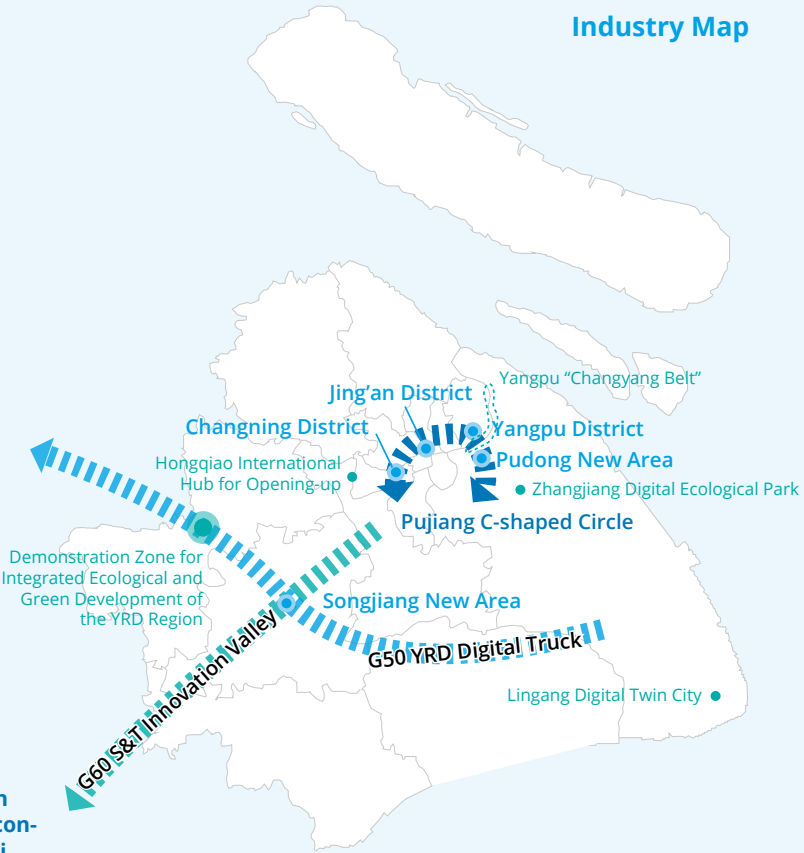 Industry Map
Yangpu “Changyang Belt”
Jing’an District
Changning District
Yangpu District
Hongqiao International
Hub for Opening-up
Pudong New Area
Zhangjiang Digital Ecological Park
Pujiang C-shaped Circle
Demonstration Zone for
Integrated Ecological and
Green Development of
the YRD Region
Songjiang New Area
G50 YRD Digital Truck
G60 S&T Innovation Valley
Lingang Digital Twin City
con-